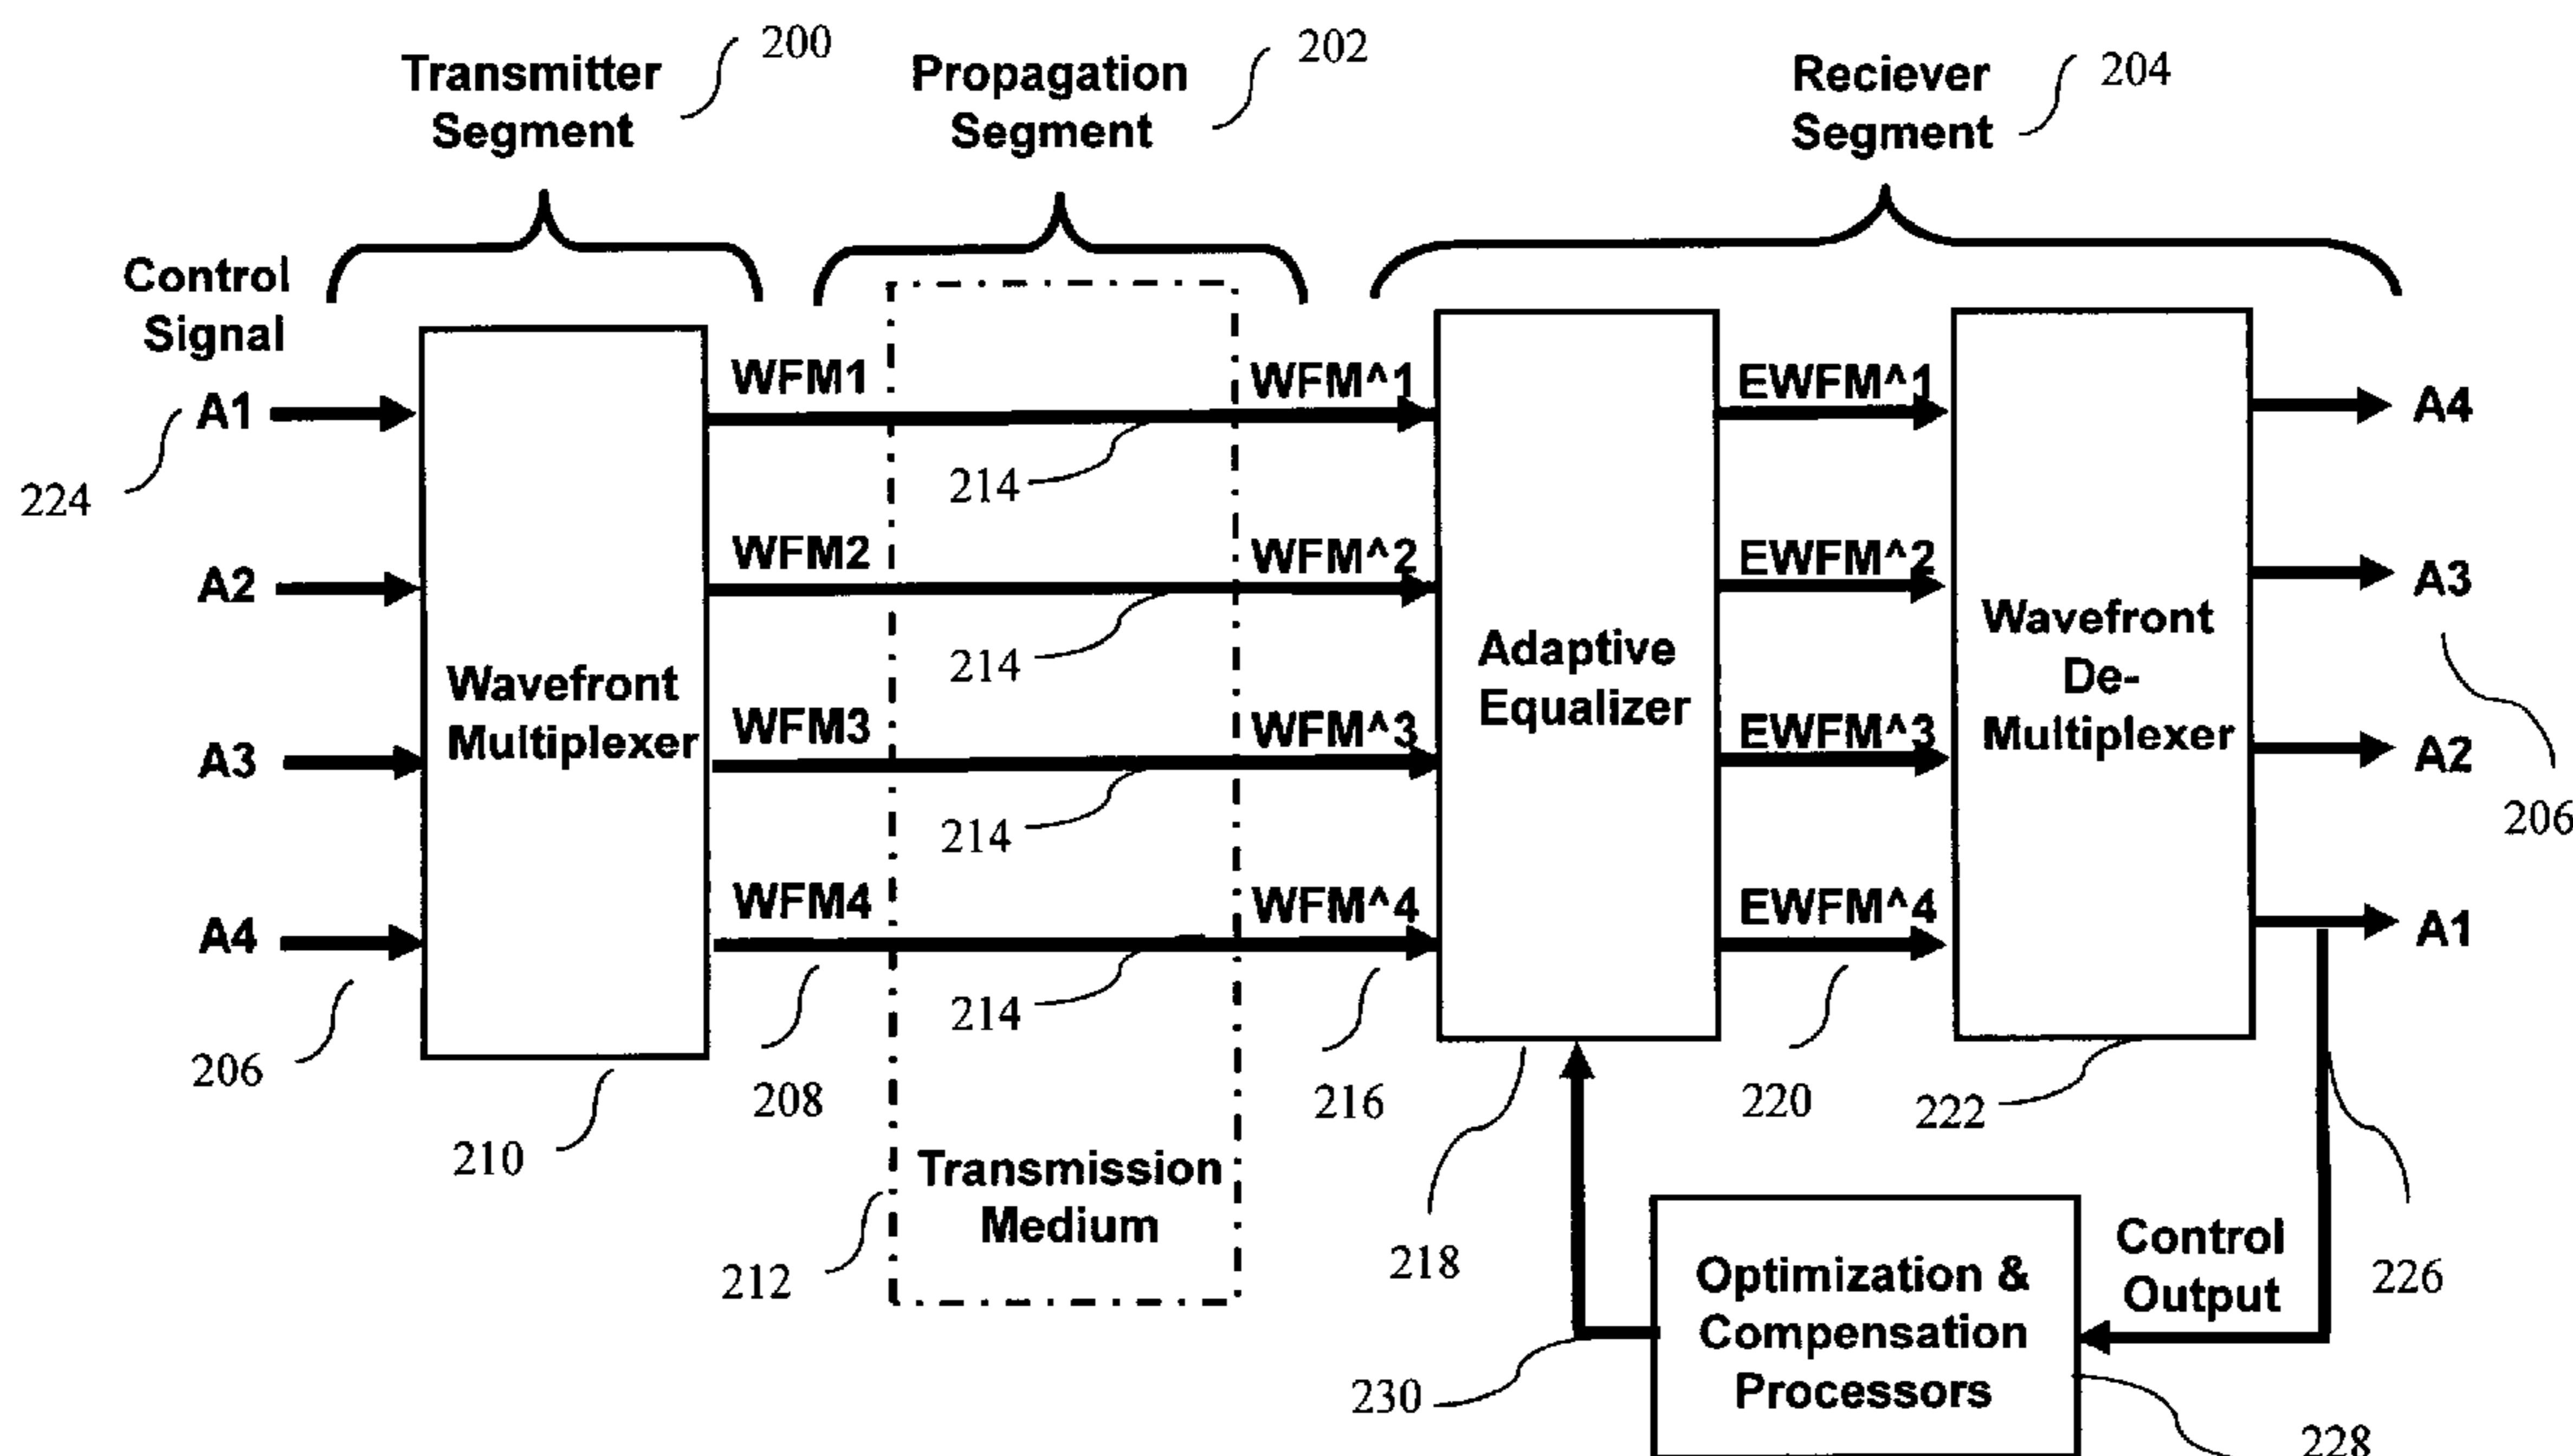 Transmitter
Segment
200
Propagation
Segment
202
Reciever
Segment
204
Control
Signal
A1
224
A2
A3
A4
206
Wavefront
Multiplexer
210
WFM1
WFM2
WFM3
WFM4
208
214
214
214
214
Transmission
Medium
212
WFM^1
WFM^2
WFM^3
WFM^4
216
Adaptive
Equalizer
218
EWFM^1
EWFM^2
EWFM^3
EWFM^4
220
Wavefront
De-
Multiplexer
222
A4
A3
206
A2
A1
226
Control
Output
Optimization &
Compensation
Processors
228
230